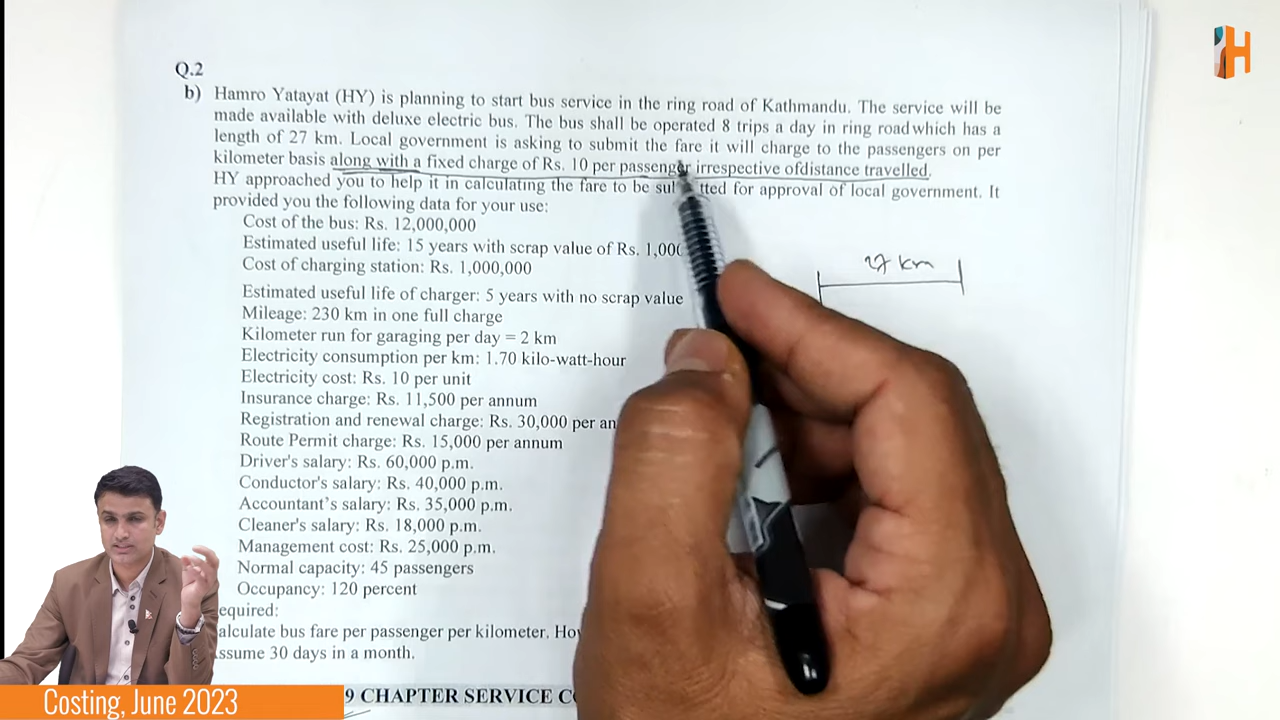 Q.2
b) Hamro Yatayat (HY) is planning to start bus service in the ring road of Kathmandu. The service will be
made available with deluxe electric bus. The bus shall be operated 8 trips a day in ring road which has a
length of 27 km. Local government is asking to submit the fare it will charge to the passengers on per
kilometer basis along with a fixed charge of Rs. 10 per passenger irrespective ofdistance travelled.
HY approached you to help it in calculating the fare to be su tted for approval of local government. It
provided you the following data for your use:
Cost of the bus: Rs. 12,000,000
Estimated useful life: 15 years with scrap value of Rs. 1,00
27 km
Cost of charging station: Rs. 1,000,000
Estimated useful life of charger: 5 years with no scrap value
Mileage: 230 km in one full charge
Kilometer run for garaging per day = 2 km
Electricity consumption per km: 1.70 kilo-watt-hour
Electricity cost: Rs. 10 per unit
Insurance charge: Rs. 11,500 per annum
Registration and renewal charge: Rs. 30,000 per an
Route Permit charge: Rs. 15,000 per annum
Driver's salary: Rs. 60,000 p.m.
Conductor's salary: Rs. 40,000 p.m.
Accountant's salary: Rs. 35,000 p.m.
Cleaner's salary: Rs. 18,000 p.m.
Management cost: Rs. 25,000 p.m.
Normal capacity: 45 passengers
Occupancy: 120 percent
equired:
alculate bus fare per passenger per kilometer. Ho
ssume 30 days in a month.
9 CHAPTER SERVICE C
Costing, June 2023
H